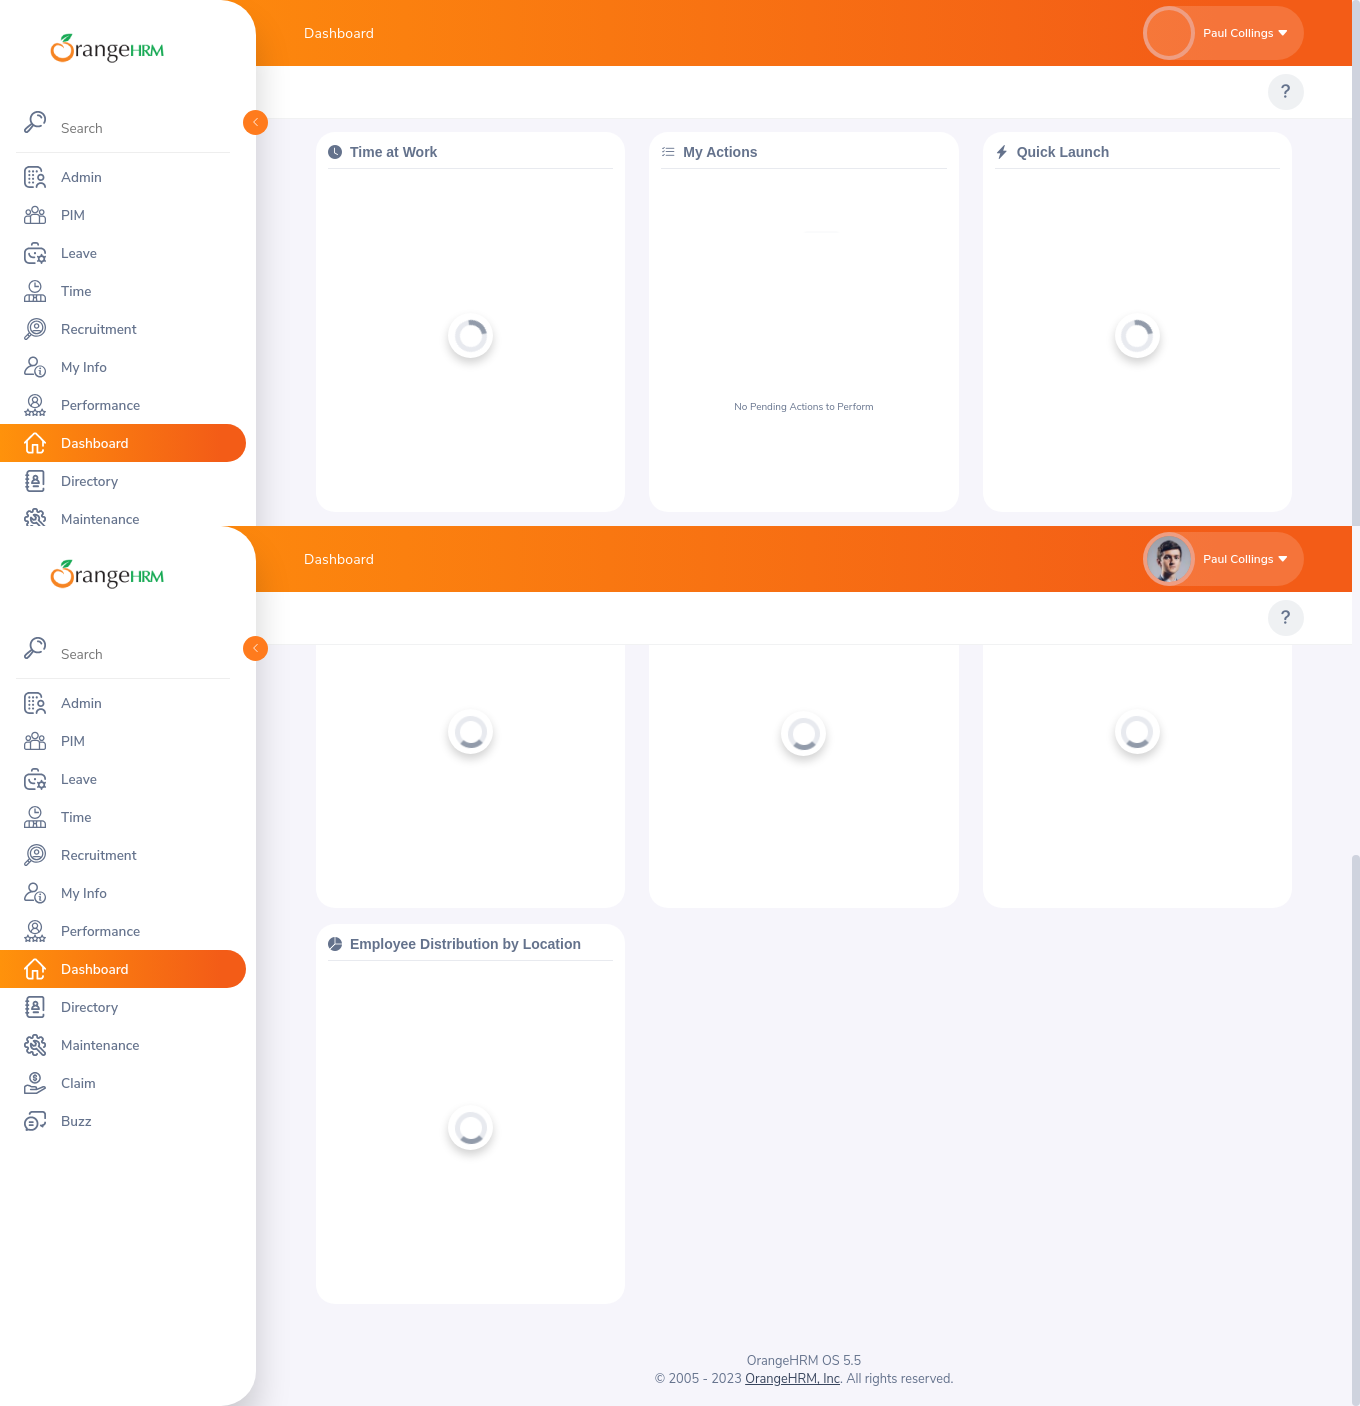 OrangeHRM
Dashboard
Paul Collings
?
Search
Admin
PIM
Leave
Time
Recruitment
My Info
Performance
Dashboard
Directory
Maintenance
Time at Work
My Actions
Quick Launch
No Pending Actions to Perform
OrangeHRM
Dashboard
Paul Collings
?
Search
Admin
PIM
Leave
Time
Recruitment
My Info
Performance
Dashboard
Directory
Maintenance
Claim
Buzz
Employee Distribution by Location
OrangeHRM OS 5.5
© 2005 - 2023 OrangeHRM, Inc. All rights reserved.